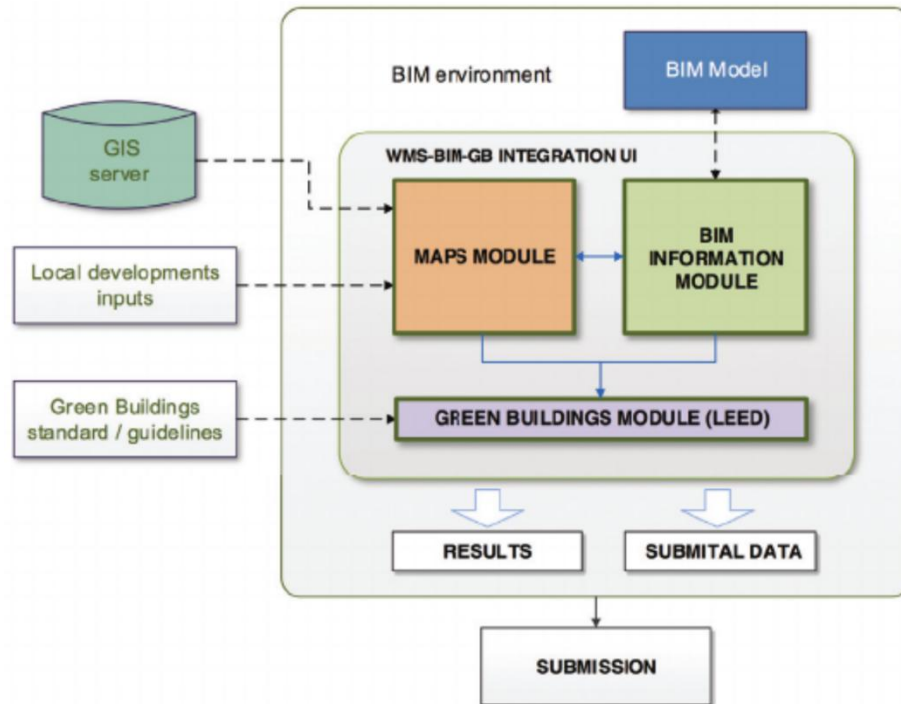 BIM environment
BIM Model
GIS
server
WMS-BIM-GB INTEGRATION UI
MAPS MODULE
BIM
INFORMATION
MODULE
Local developments
inputs
Green Buildings
standard / guidelines
GREEN BUILDINGS MODULE (LEED)
RESULTS
SUBMITAL DATA
SUBMISSION